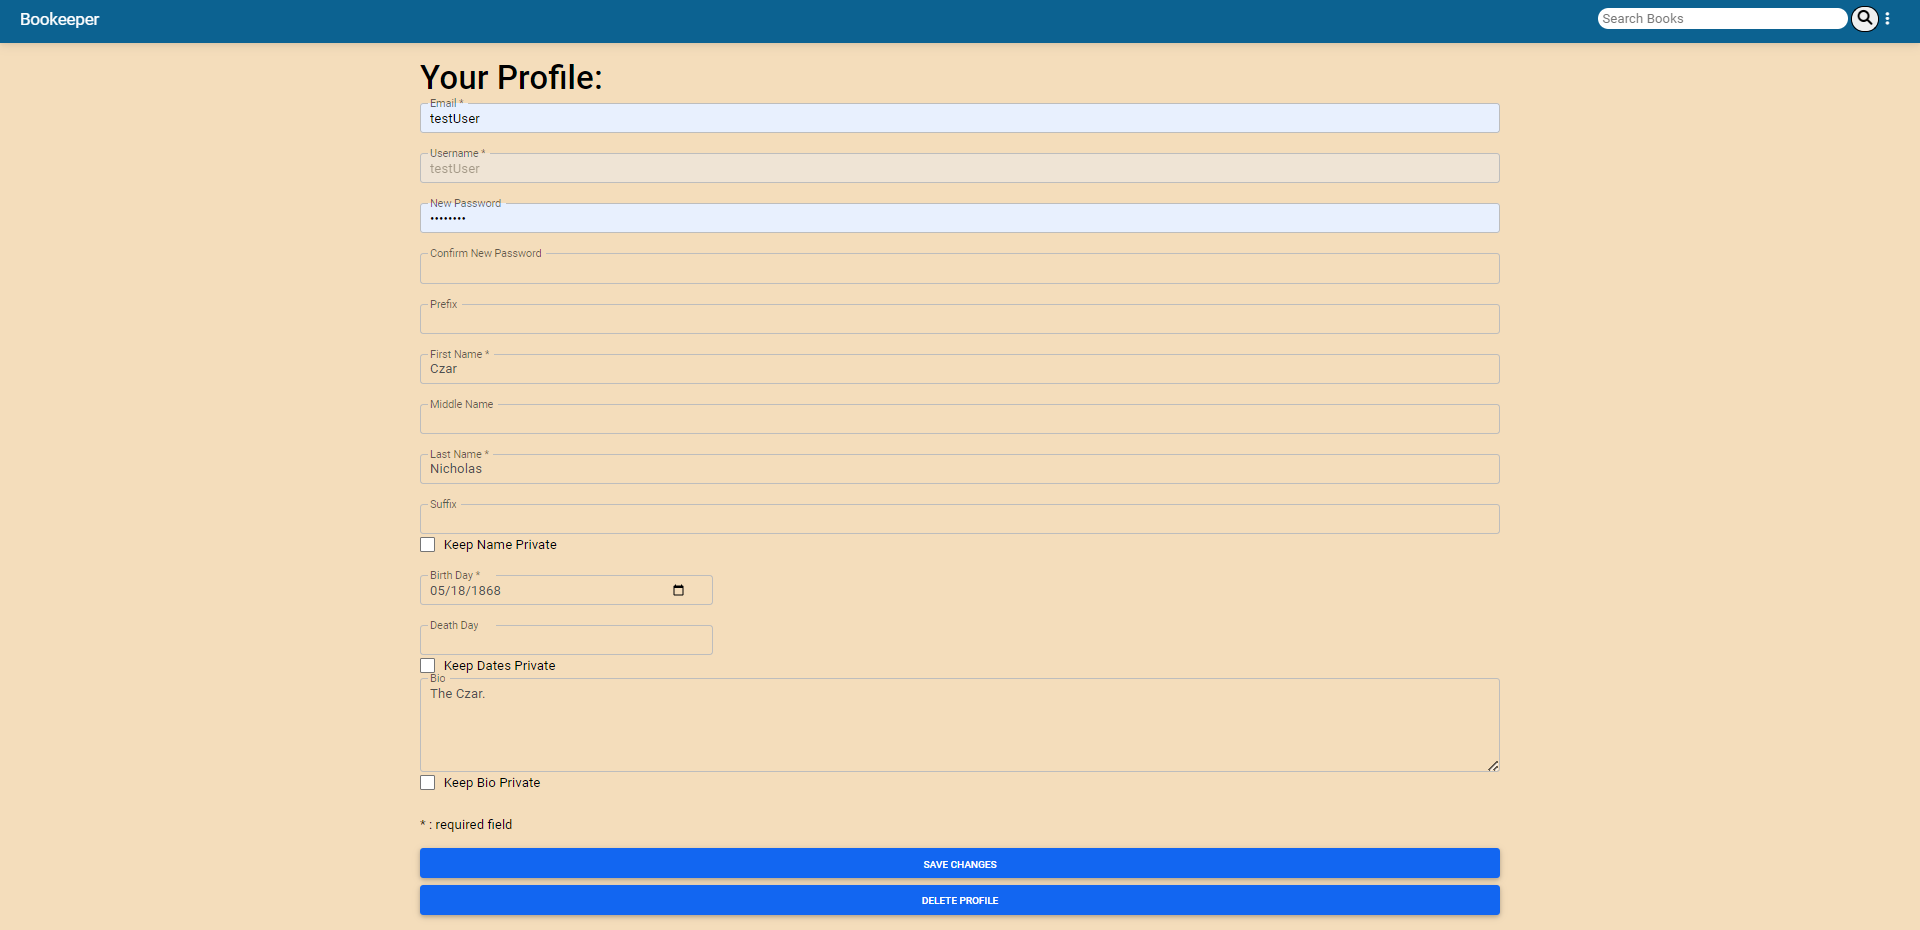 Bookeeper
Search Books
Your Profile:
Email *
testUser
Username *
testUser
New Password
••••••••
Confirm New Password
Prefix
First Name *
Czar
Middle Name
Last Name *
Nicholas
Suffix
Keep Name Private
Birth Day *
05/18/1868
Death Day
Keep Dates Private
Bio
The Czar.
Keep Bio Private
* : required field
SAVE CHANGES
DELETE PROFILE